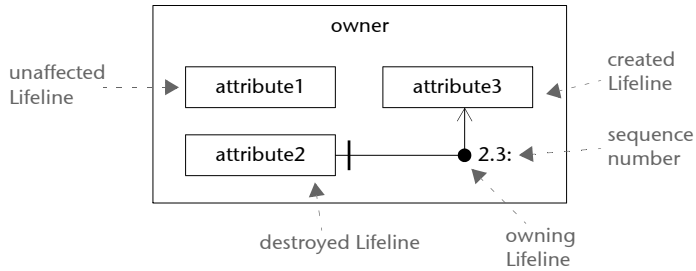 owner
unaffected
Lifeline
attribute1
attribute3
created
Lifeline
attribute2
2.3:
sequence
number
destroyed Lifeline
owning
Lifeline